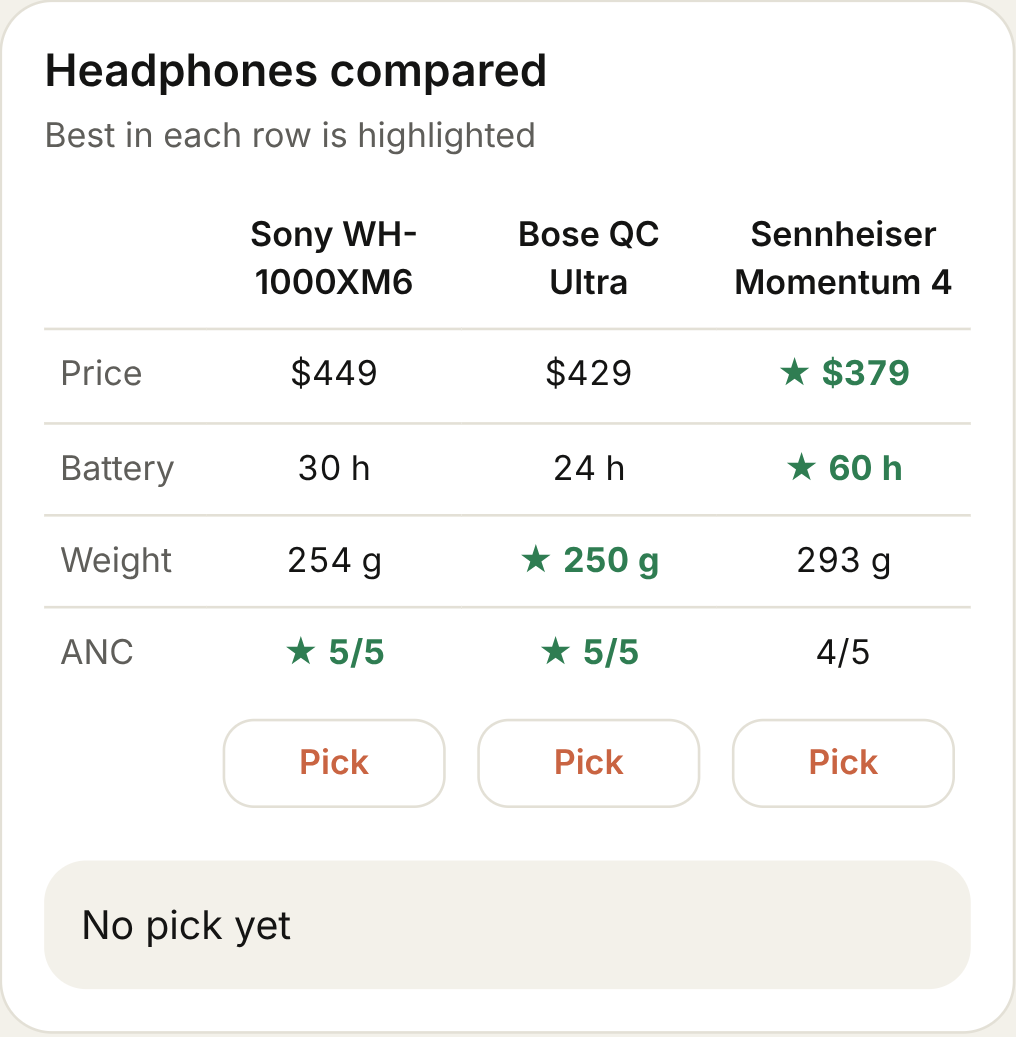 Headphones compared
Best in each row is highlighted
Sony WH- Bose QC Sennheiser
1000XM6 Ultra Momentum 4
Price $449 $429 ★ $379
Battery 30 h 24 h ★ 60 h
Weight 254 g ★ 250 g 293 g
ANC ★ 5/5 ★ 5/5 4/5
Pick Pick Pick
No pick yet